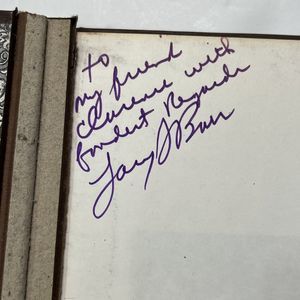 to
my friend
Clarence with
fondest Regards